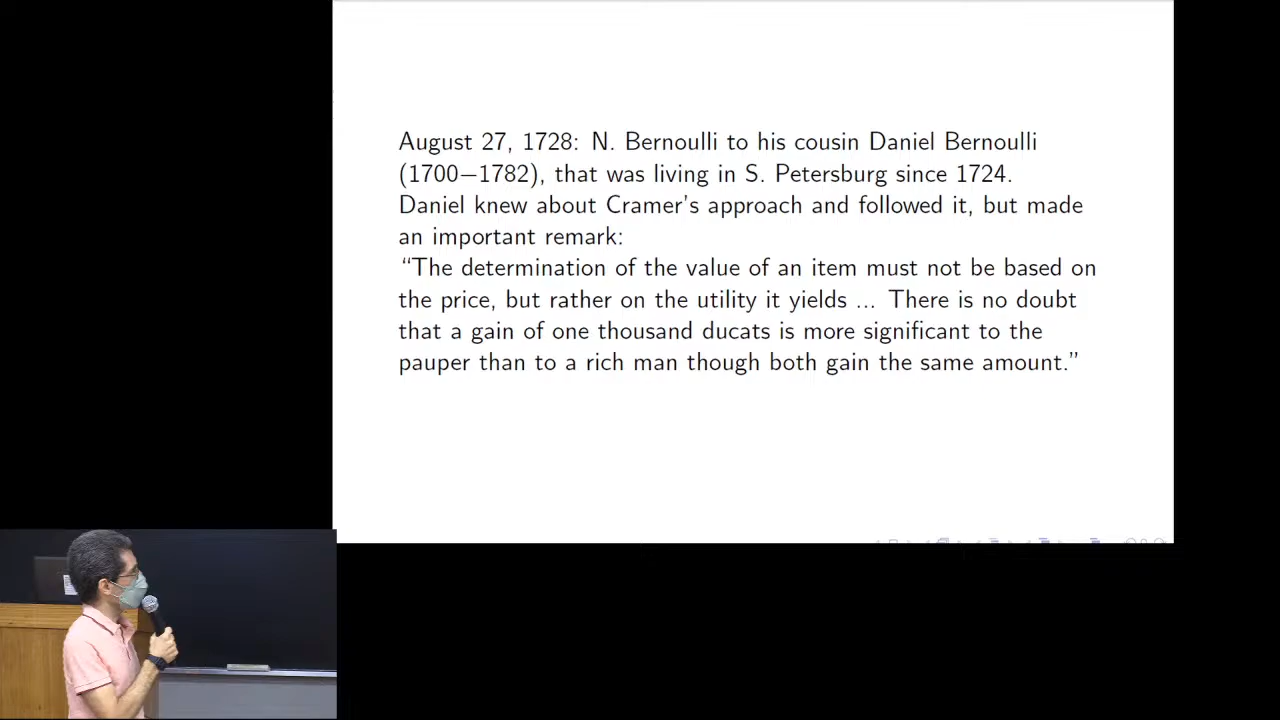 August 27, 1728: N. Bernoulli to his cousin Daniel Bernoulli
(1700−1782), that was living in S. Petersburg since 1724.
Daniel knew about Cramer's approach and followed it, but made
an important remark:
“The determination of the value of an item must not be based on
the price, but rather on the utility it yields ... There is no doubt
that a gain of one thousand ducats is more significant to the
pauper than to a rich man though both gain the same amount.”